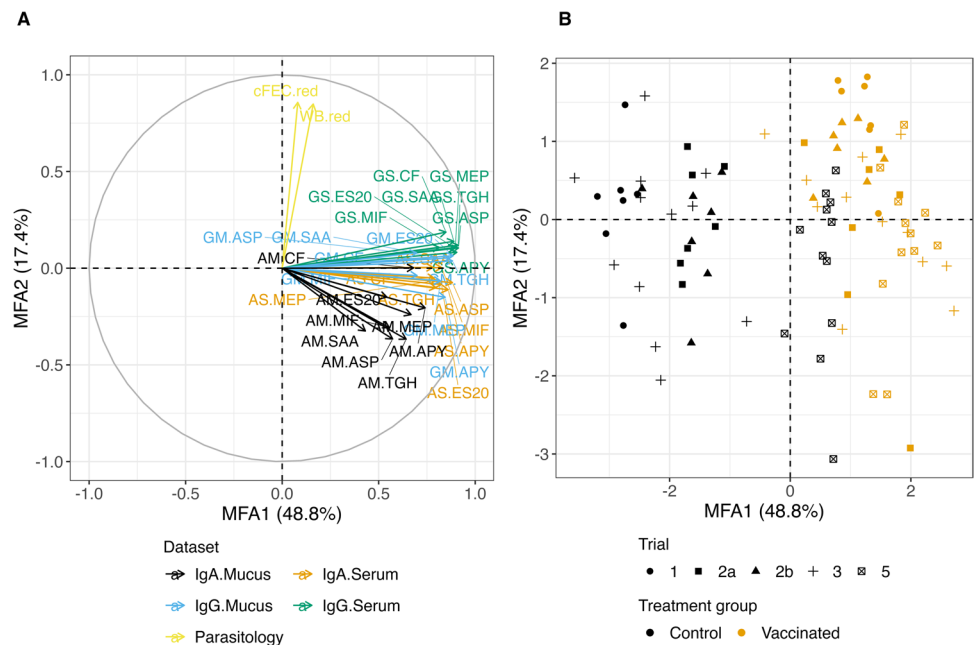 A
B
MFA2 (17.4%)
1.0
0.5
0.0
-0.5
-1.0
cFEC.red
WB.red
GS.CF GS.MEP
GS.ES20 GS.SAA GS.TGH
GS.MIF GS.ASP
GM.ASP GM.SAA GM.ES20
AM.CF
GS.APY
GM.TGH
AS.MEP AM.ES20 AS.TGH
AS.ASP
AM.MIF AM.MEP GM.MEP AS.MIF
AM.SAA
AM.APY AS.APY
AM.ASP
GM.APY
AM.TGH
AS.ES20
-1.0 -0.5 0.0 0.5 1.0
MFA1 (48.8%)
Dataset
IgA.Mucus IgA.Serum
IgG.Mucus IgG.Serum
Parasitology
MFA2 (17.4%)
2
1
0
-1
-2
-3
-2 0 2
MFA1 (48.8%)
Trial
1 2a 2b 3 5
Treatment group
Control Vaccinated